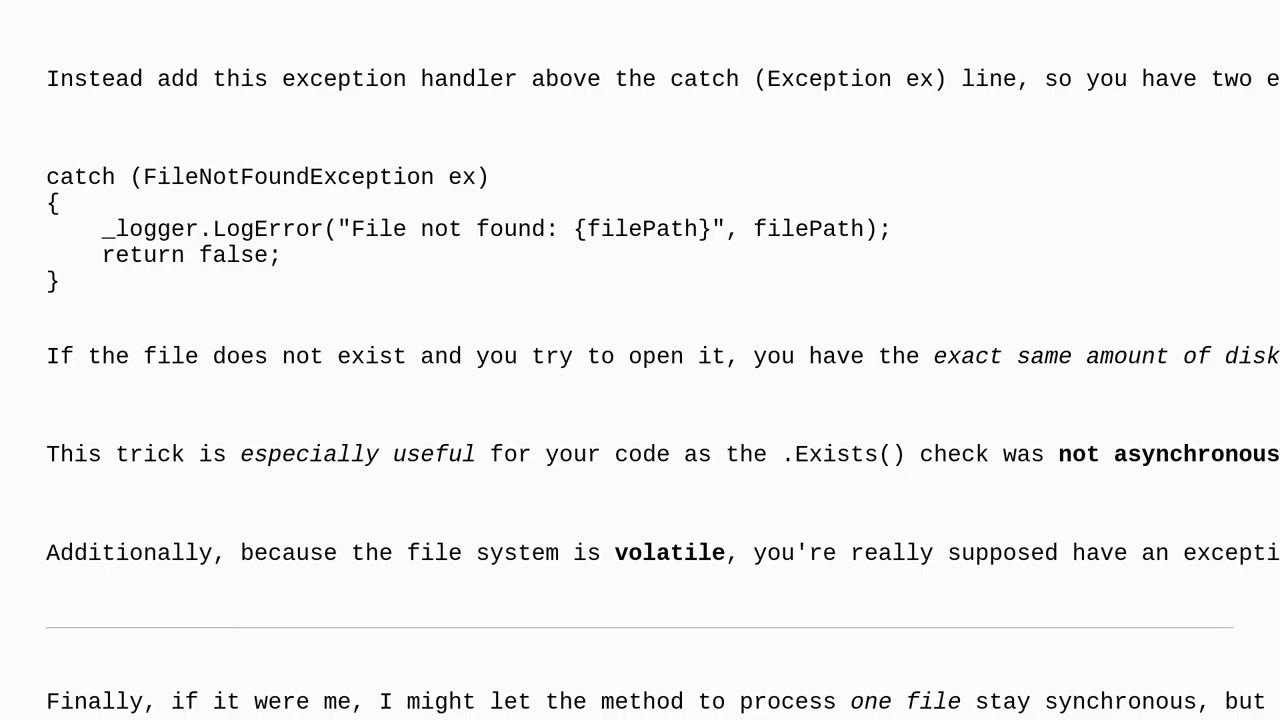 Instead add this exception handler above the catch (Exception ex) line, so you have two
catch (FileNotFoundException ex)
{
    _logger.LogError("File not found: {filePath}", filePath);
    return false;
}
If the file does not exist and you try to open it, you have the exact same amount of disk
This trick is especially useful for your code as the .Exists() check was not asynchronous
Additionally, because the file system is volatile, you're really supposed have an excepti
Finally, if it were me, I might let the method to process one file stay synchronous, but